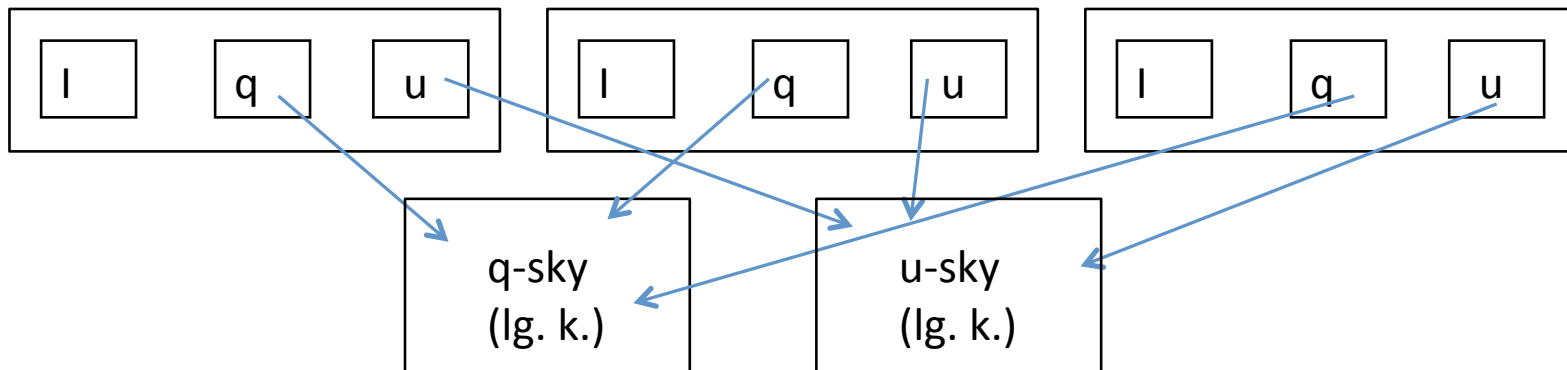 I q u I q u I q u
q-sky u-sky
(lg. k.) (lg. k.)